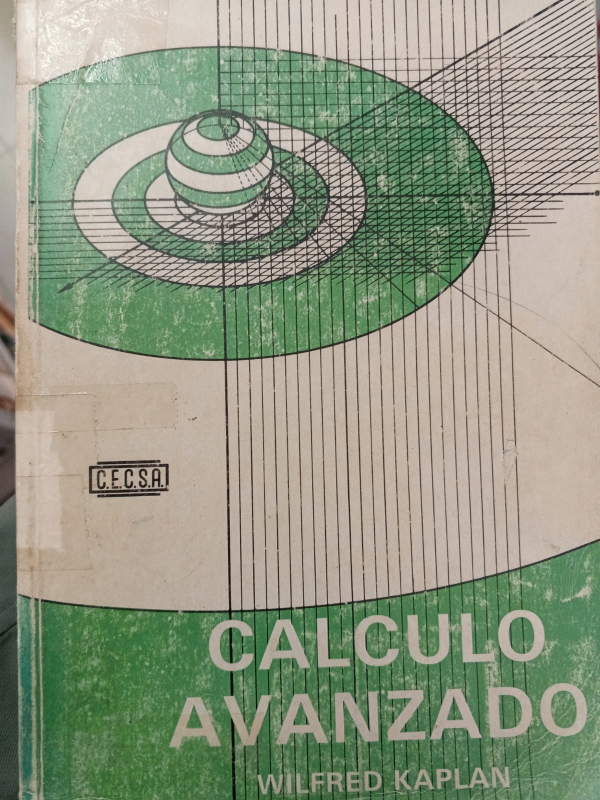 C.E.C.S.A.
CALCULO
AVANZADO
WILFRED KAPLAN